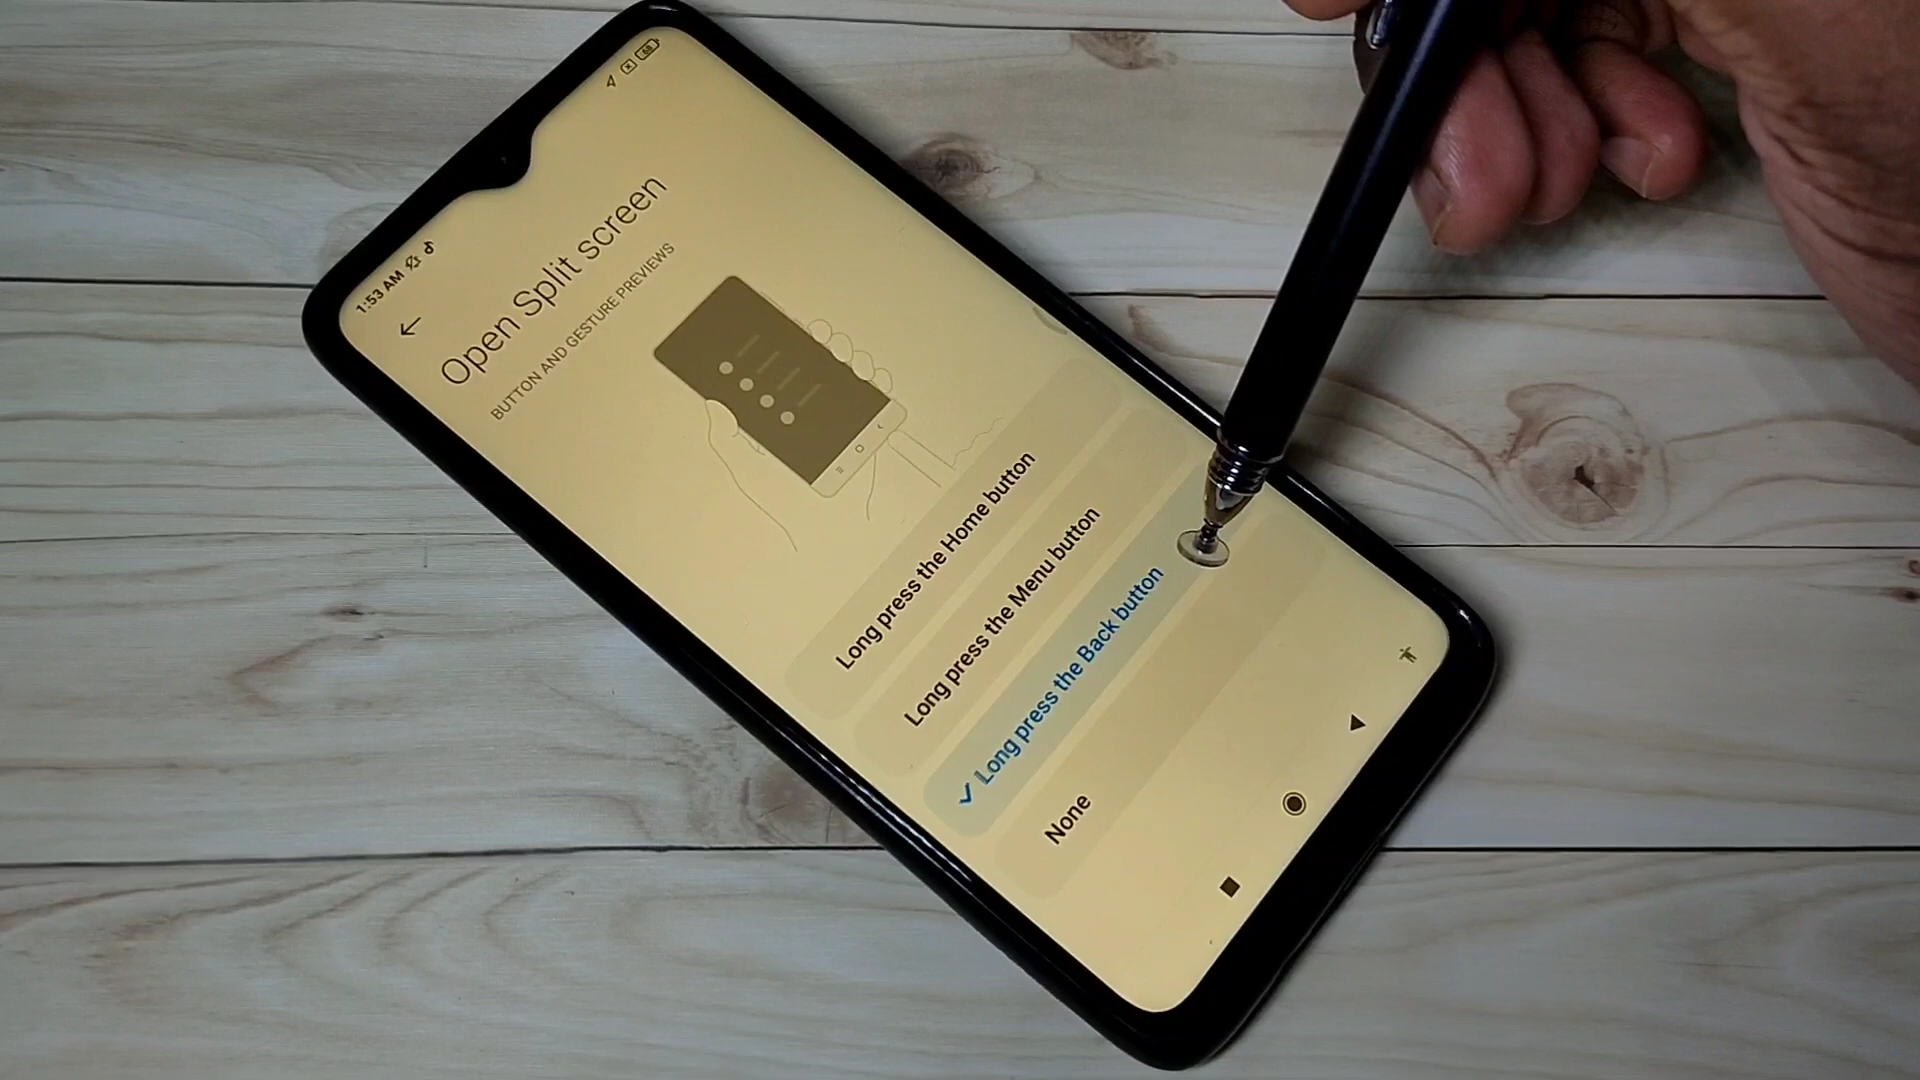 1:53 AM
68
Open Split screen
BUTTON AND GESTURE PREVIEWS
Long press the Home button
Long press the Menu button
Long press the Back button
None